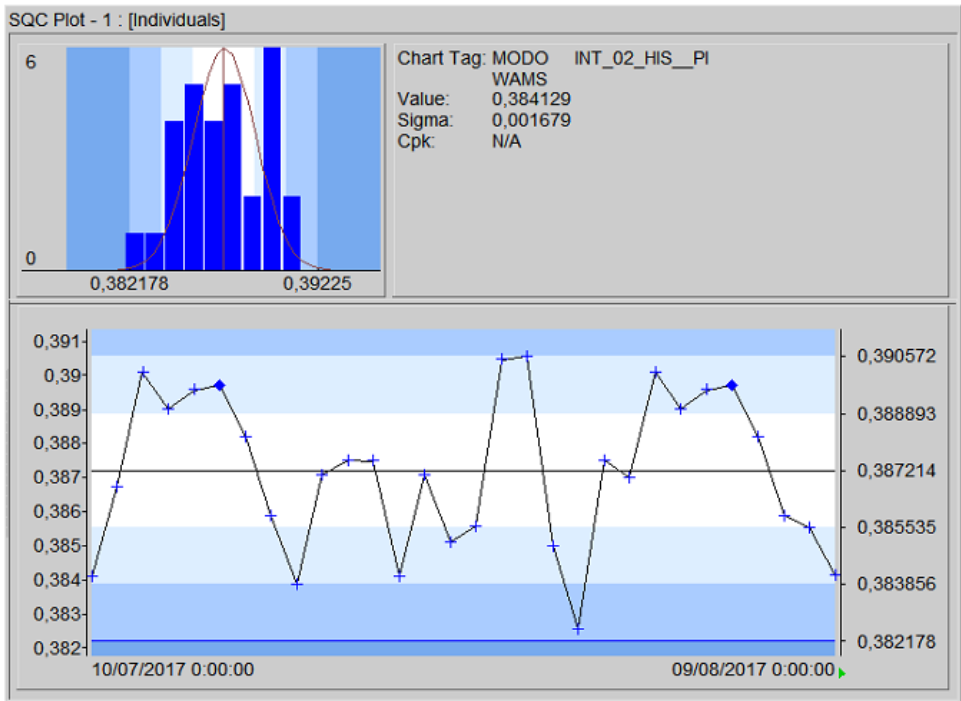 SQC Plot - 1 : [Individuals]
6
0
0,382178 0,39225
Chart Tag: MODO INT_02_HIS__PI
WAMS
Value: 0,384129
Sigma: 0,001679
Cpk: N/A
0,391
0,39
0,389
0,388
0,387
0,386
0,385
0,384
0,383
0,382
0,390572
0,388893
0,387214
0,385535
0,383856
0,382178
10/07/2017 0:00:00 09/08/2017 0:00:00